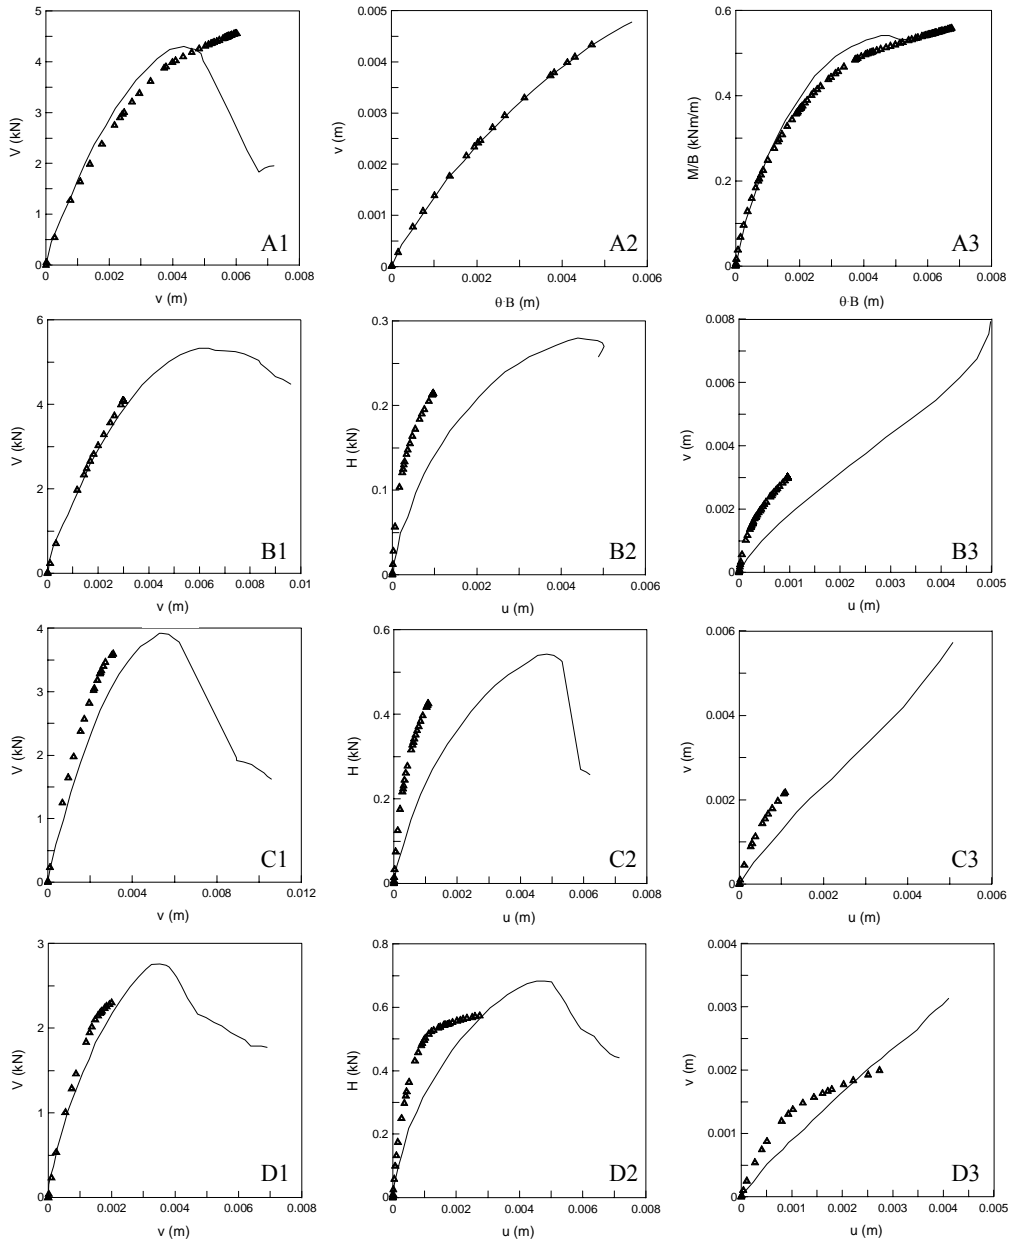 5
4
3
2
1
0
V (kN)
0 0.002 0.004 0.006 0.008
v (m)
A1
0.005
0.004
0.003
0.002
0.001
0
v (m)
0 0.002 0.004 0.006
θ·B (m)
A2
0.6
0.4
0.2
0
M/B (kNm/m)
0 0.002 0.004 0.006 0.008
θ·B (m)
A3
6
4
2
0
V (kN)
0 0.002 0.004 0.006 0.008 0.01
v (m)
B1
0.3
0.2
0.1
0
H (kN)
0 0.002 0.004 0.006
u (m)
B2
0.008
0.006
0.004
0.002
0
v (m)
0 0.001 0.002 0.003 0.004 0.005
u (m)
B3
4
3
2
1
0
V (kN)
0 0.004 0.008 0.012
v (m)
C1
0.6
0.4
0.2
0
H (kN)
0 0.002 0.004 0.006 0.008
u (m)
C2
0.006
0.004
0.002
0
v (m)
0 0.002 0.004 0.006
u (m)
C3
3
2
1
0
V (kN)
0 0.002 0.004 0.006 0.008
v (m)
D1
0.8
0.6
0.4
0.2
0.0
H (kN)
0 0.002 0.004 0.006 0.008
u (m)
D2
0.004
0.003
0.002
0.001
0
v (m)
0 0.001 0.002 0.003 0.004 0.005
u (m)
D3